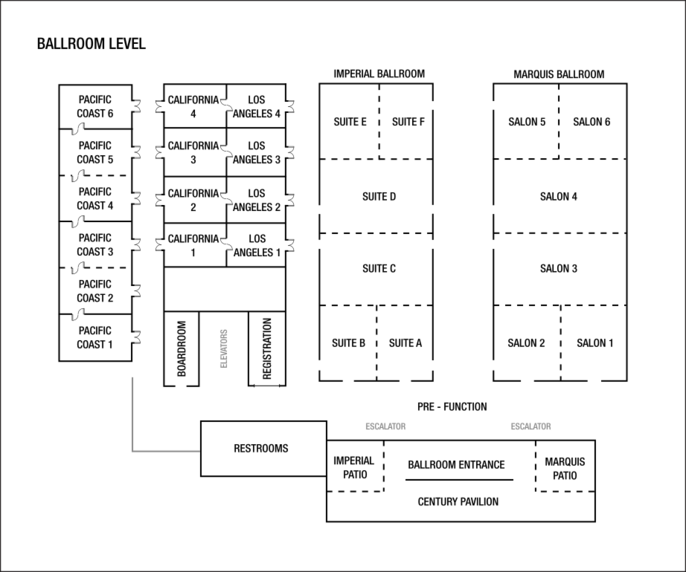 BALLROOM LEVEL
IMPERIAL BALLROOM
MARQUIS BALLROOM
PACIFIC
COAST 6
CALIFORNIA
4
LOS
ANGELES 4
SUITE E
SUITE F
SALON 5
SALON 6
PACIFIC
COAST 5
CALIFORNIA
3
LOS
ANGELES 3
PACIFIC
COAST 4
CALIFORNIA
2
LOS
ANGELES 2
SUITE D
SALON 4
PACIFIC
COAST 3
CALIFORNIA
1
LOS
ANGELES 1
SUITE C
SALON 3
PACIFIC
COAST 2
PACIFIC
COAST 1
BOARDROOM
ELEVATORS
REGISTRATION
SUITE B
SUITE A
SALON 2
SALON 1
PRE - FUNCTION
ESCALATOR
ESCALATOR
RESTROOMS
IMPERIAL
PATIO
BALLROOM ENTRANCE
MARQUIS
PATIO
CENTURY PAVILION